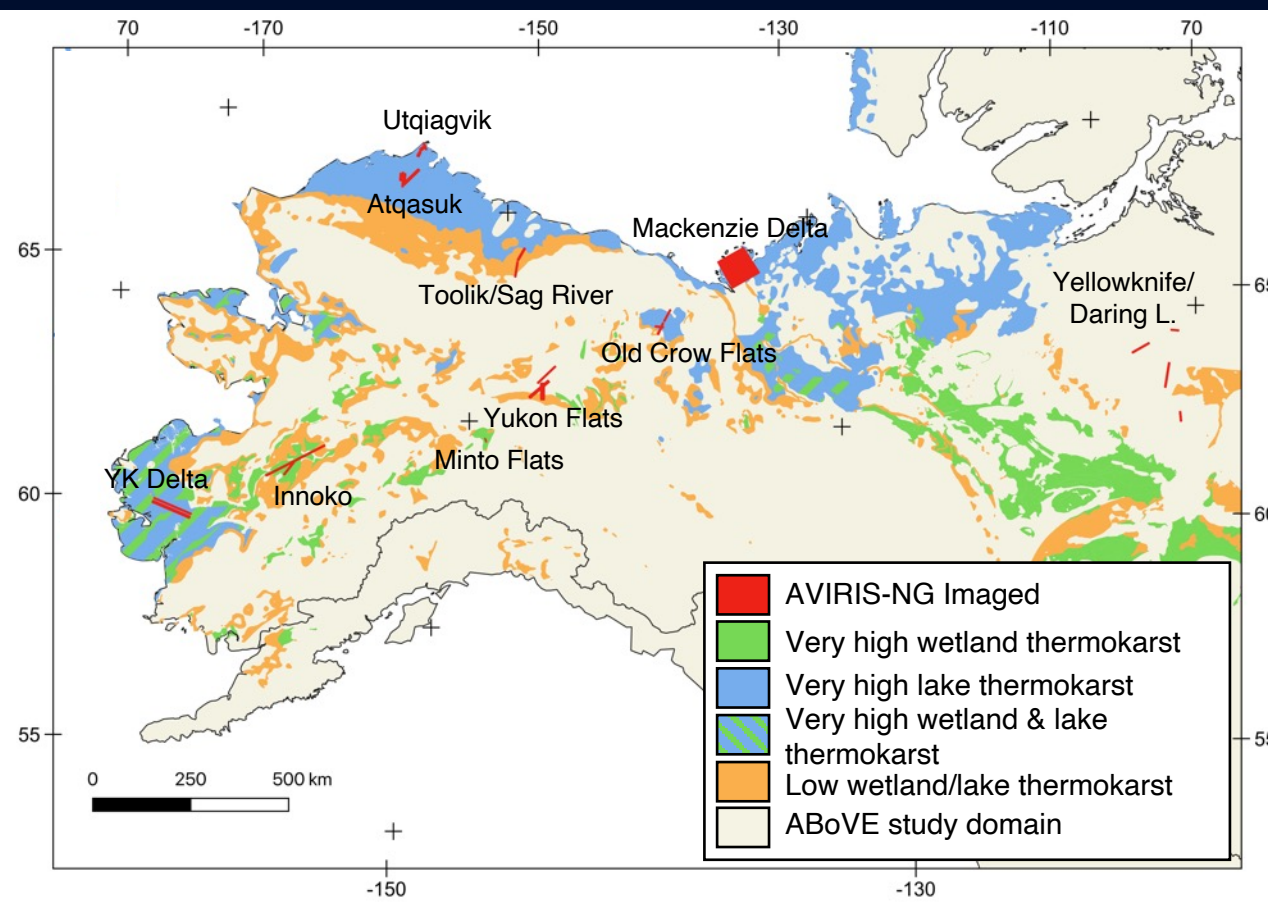 70 -170 -150 -130 -110 70
Utqiagvik
Atqasuk
Mackenzie Delta
65
Yellowknife/
Daring L.
Toolik/Sag River
Old Crow Flats
Yukon Flats
Minto Flats
YK Delta
Innoko
60
60
AVIRIS-NG Imaged
Very high wetland thermokarst
Very high lake thermokarst
Very high wetland & lake
thermokarst
Low wetland/lake thermokarst
ABoVE study domain
55
0 250 500 km
-150 -130